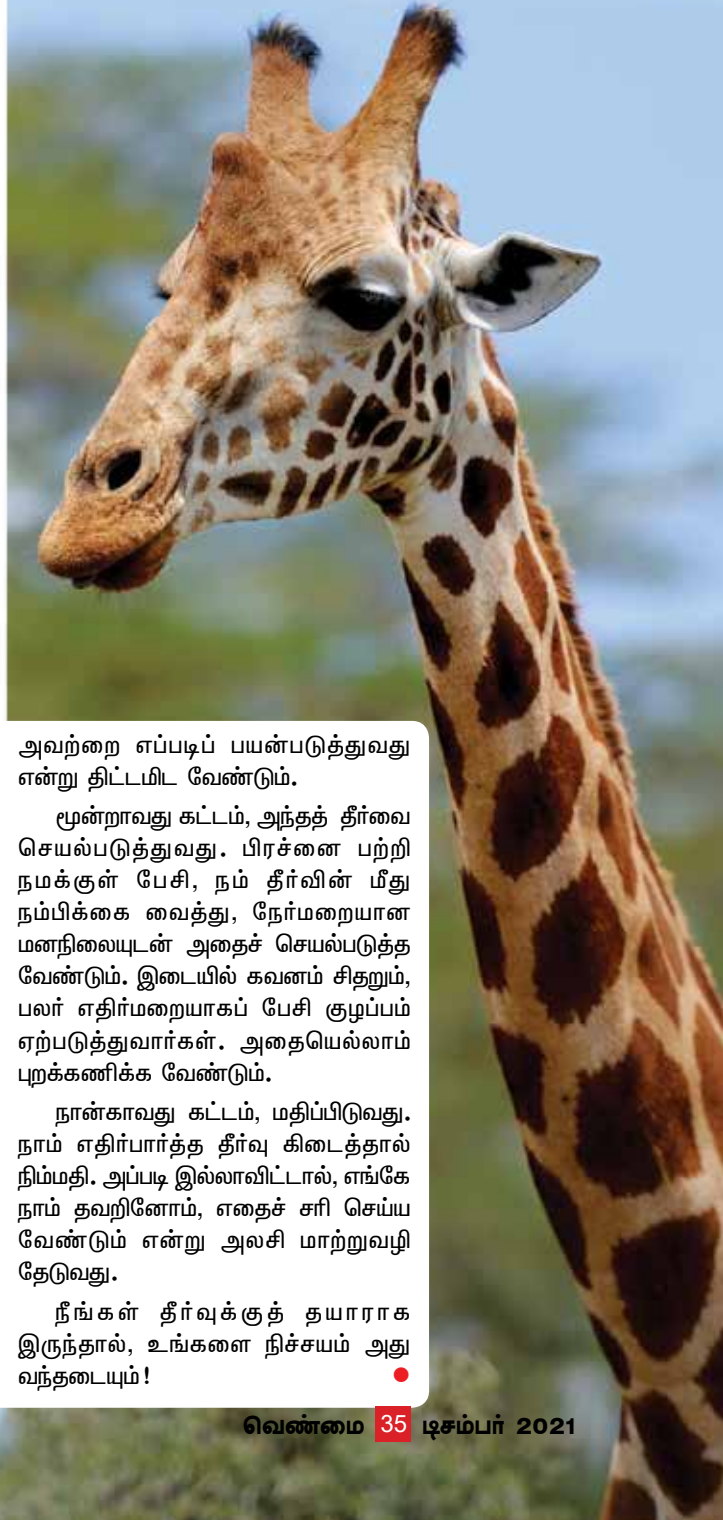 அவற்றை எப்படிப் பயன்படுத்துவது
என்று திட்டமிட வேண்டும்.
மூன்றாவது கட்டம், அந்தத் தீர்வை
செயல்படுத்துவது. பிரச்னை பற்றி
நமக்குள் பேசி, நம் தீர்வின் மீது
நம்பிக்கை வைத்து, நேர்மறையான
மனநிலையுடன் அதைச் செயல்படுத்த
வேண்டும். இடையில் கவனம் சிதறும்,
பலர் எதிர்மறையாகப் பேசி குழப்பம்
ஏற்படுத்துவார்கள். அதையெல்லாம்
புறக்கணிக்க வேண்டும்.
நான்காவது கட்டம், மதிப்பிடுவது.
நாம் எதிர்பார்த்த தீர்வு கிடைத்தால்
நிம்மதி. அப்படி இல்லாவிட்டால், எங்கே
நாம் தவறினோம், எதைச் சரி செய்ய
வேண்டும் என்று அலசி மாற்றுவழி
தேடுவது.
நீங்கள் தீர்வுக்குத் தயாராக
இருந்தால், உங்களை நிச்சயம் அது
வந்தடையும்!
வெண்மை 35 டிசம்பர் 2021